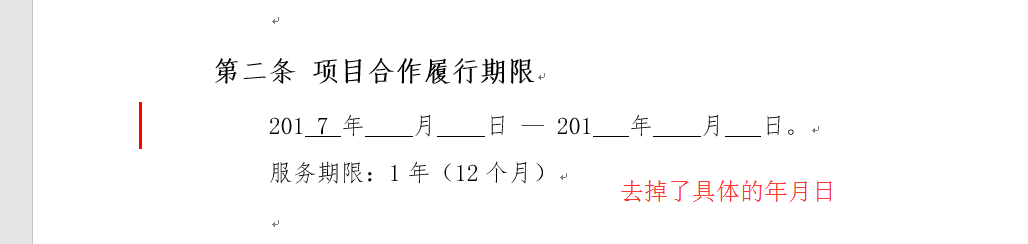 第二条 项目合作履行期限
201_7_年____月____日 — 201___年____月___日。
服务期限：1年（12个月）
去掉了具体的年月日